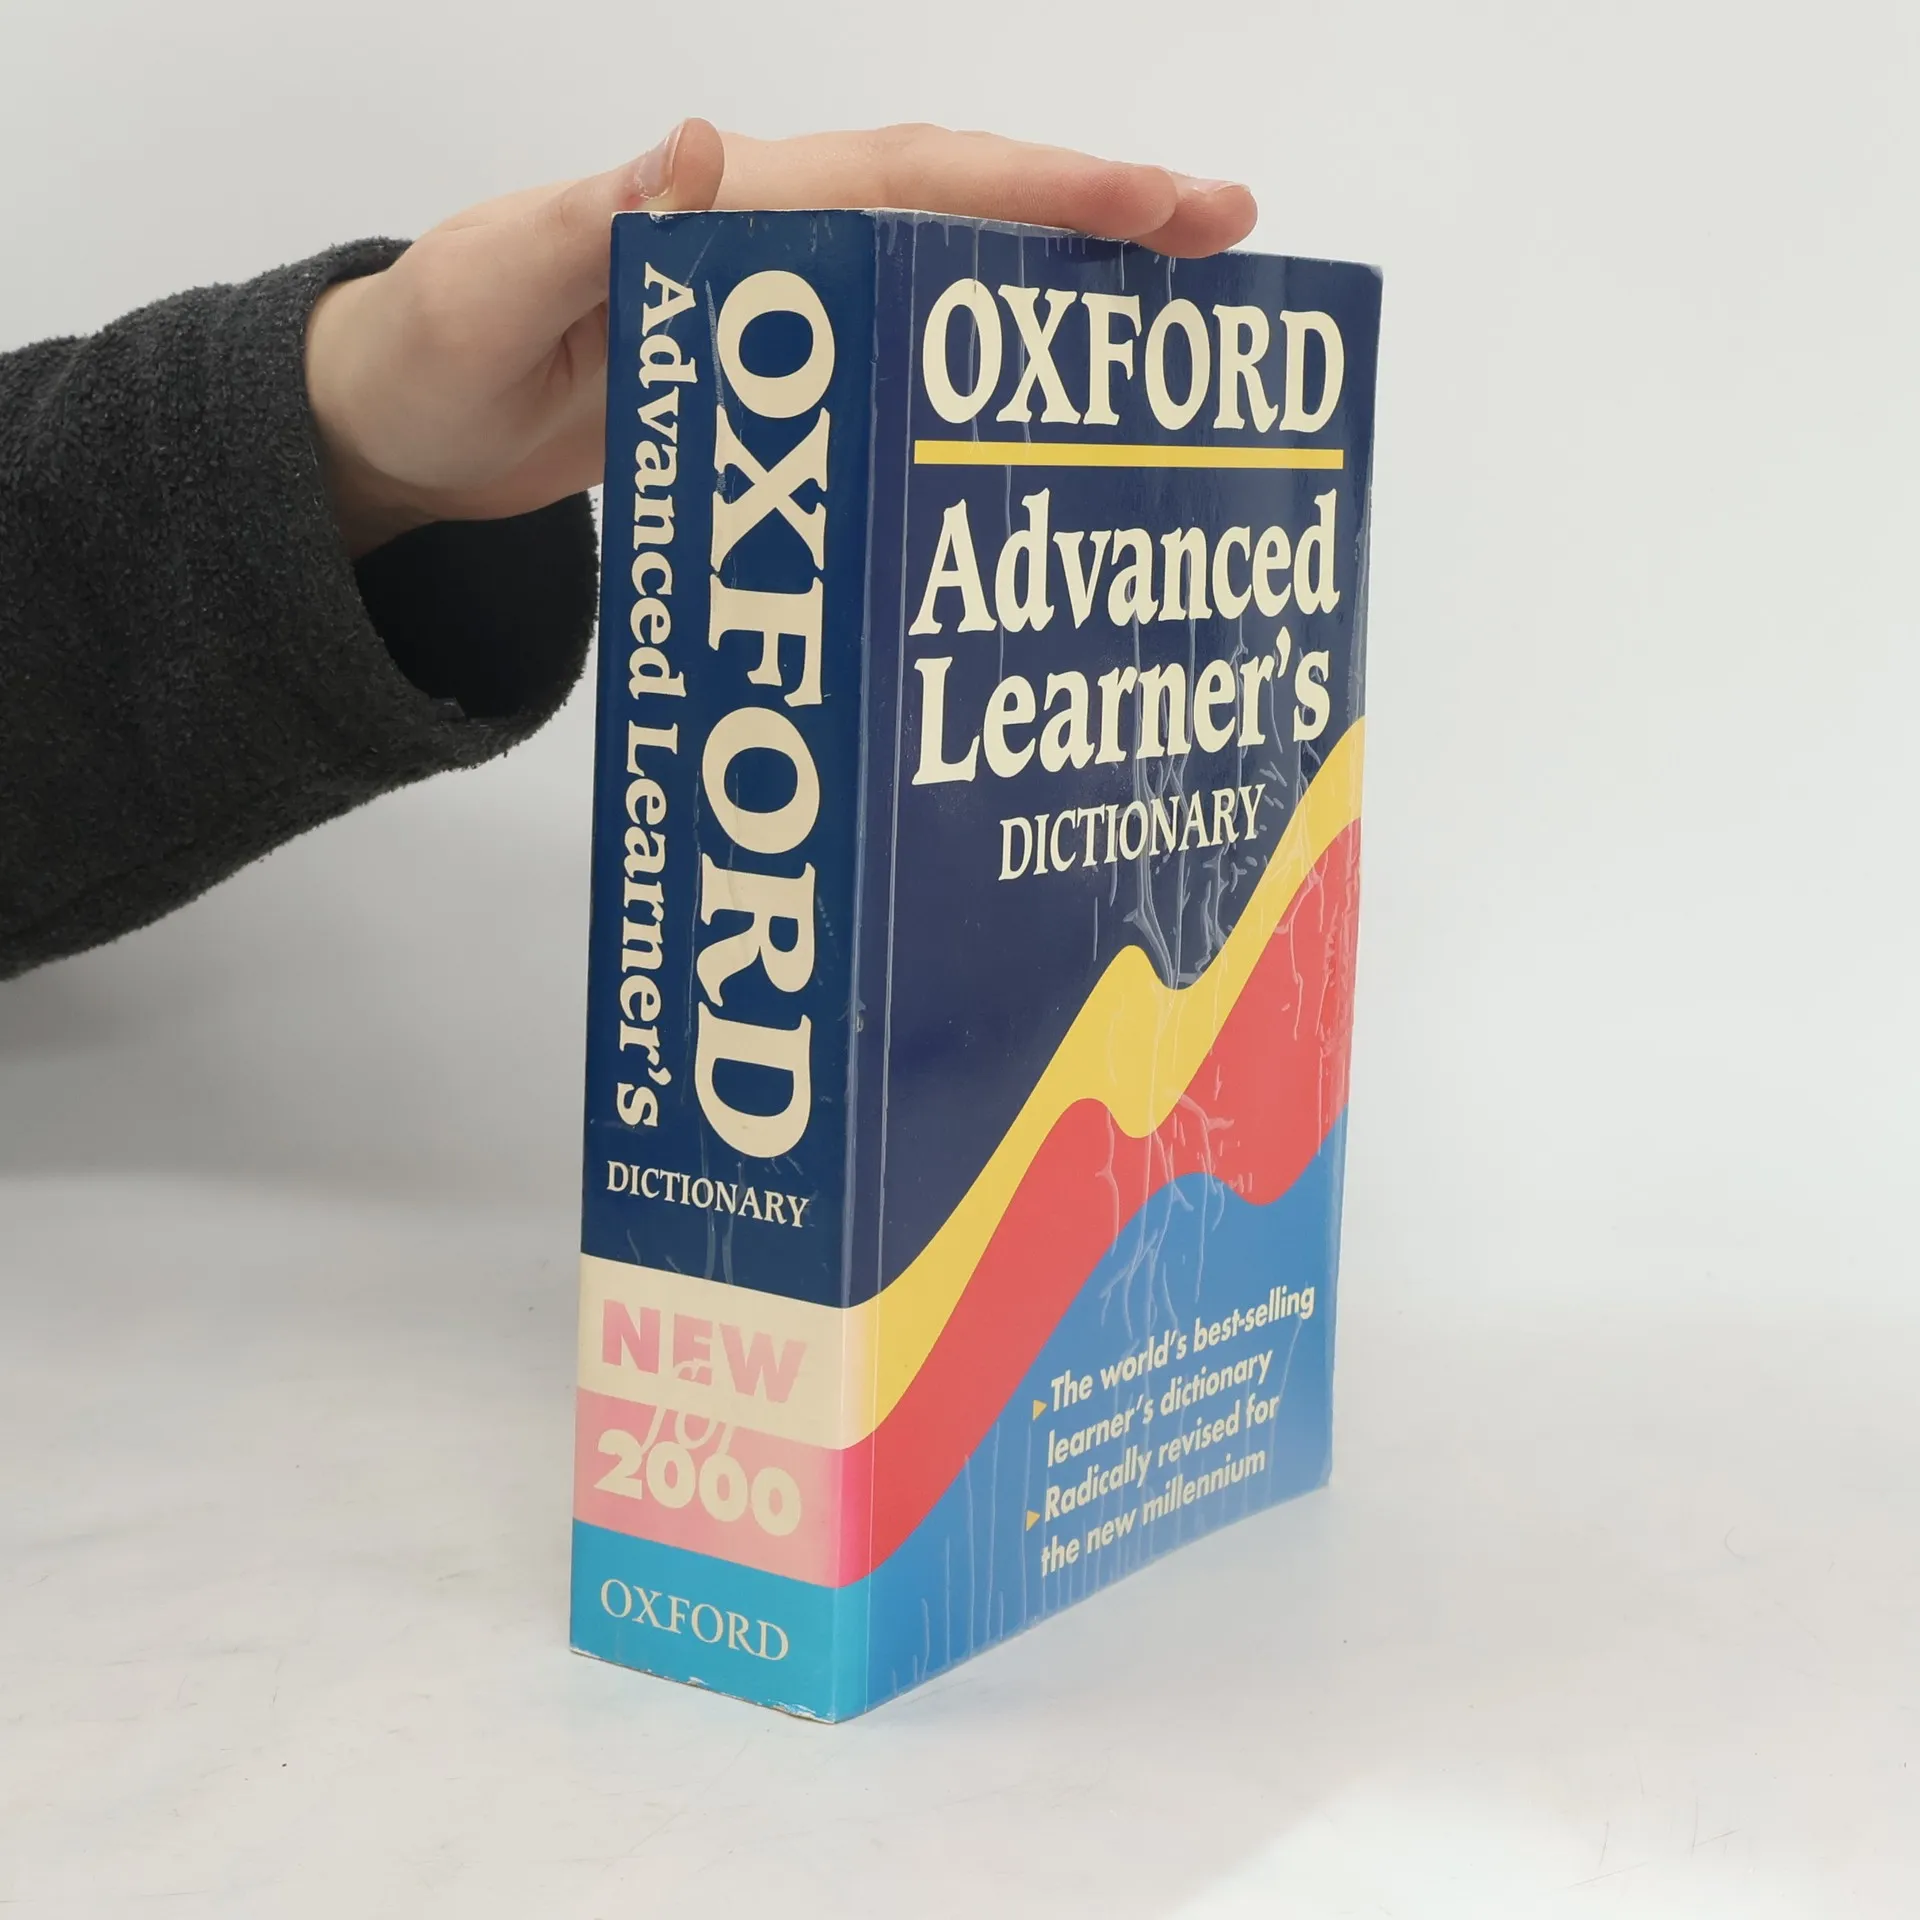 OXFORD
Advanced Learner's
DICTIONARY
NEW
for
2000
OXFORD
OXFORD
Advanced
Learner's
DICTIONARY
The world's best-selling
learner's dictionary
Radically revised for
the new millennium